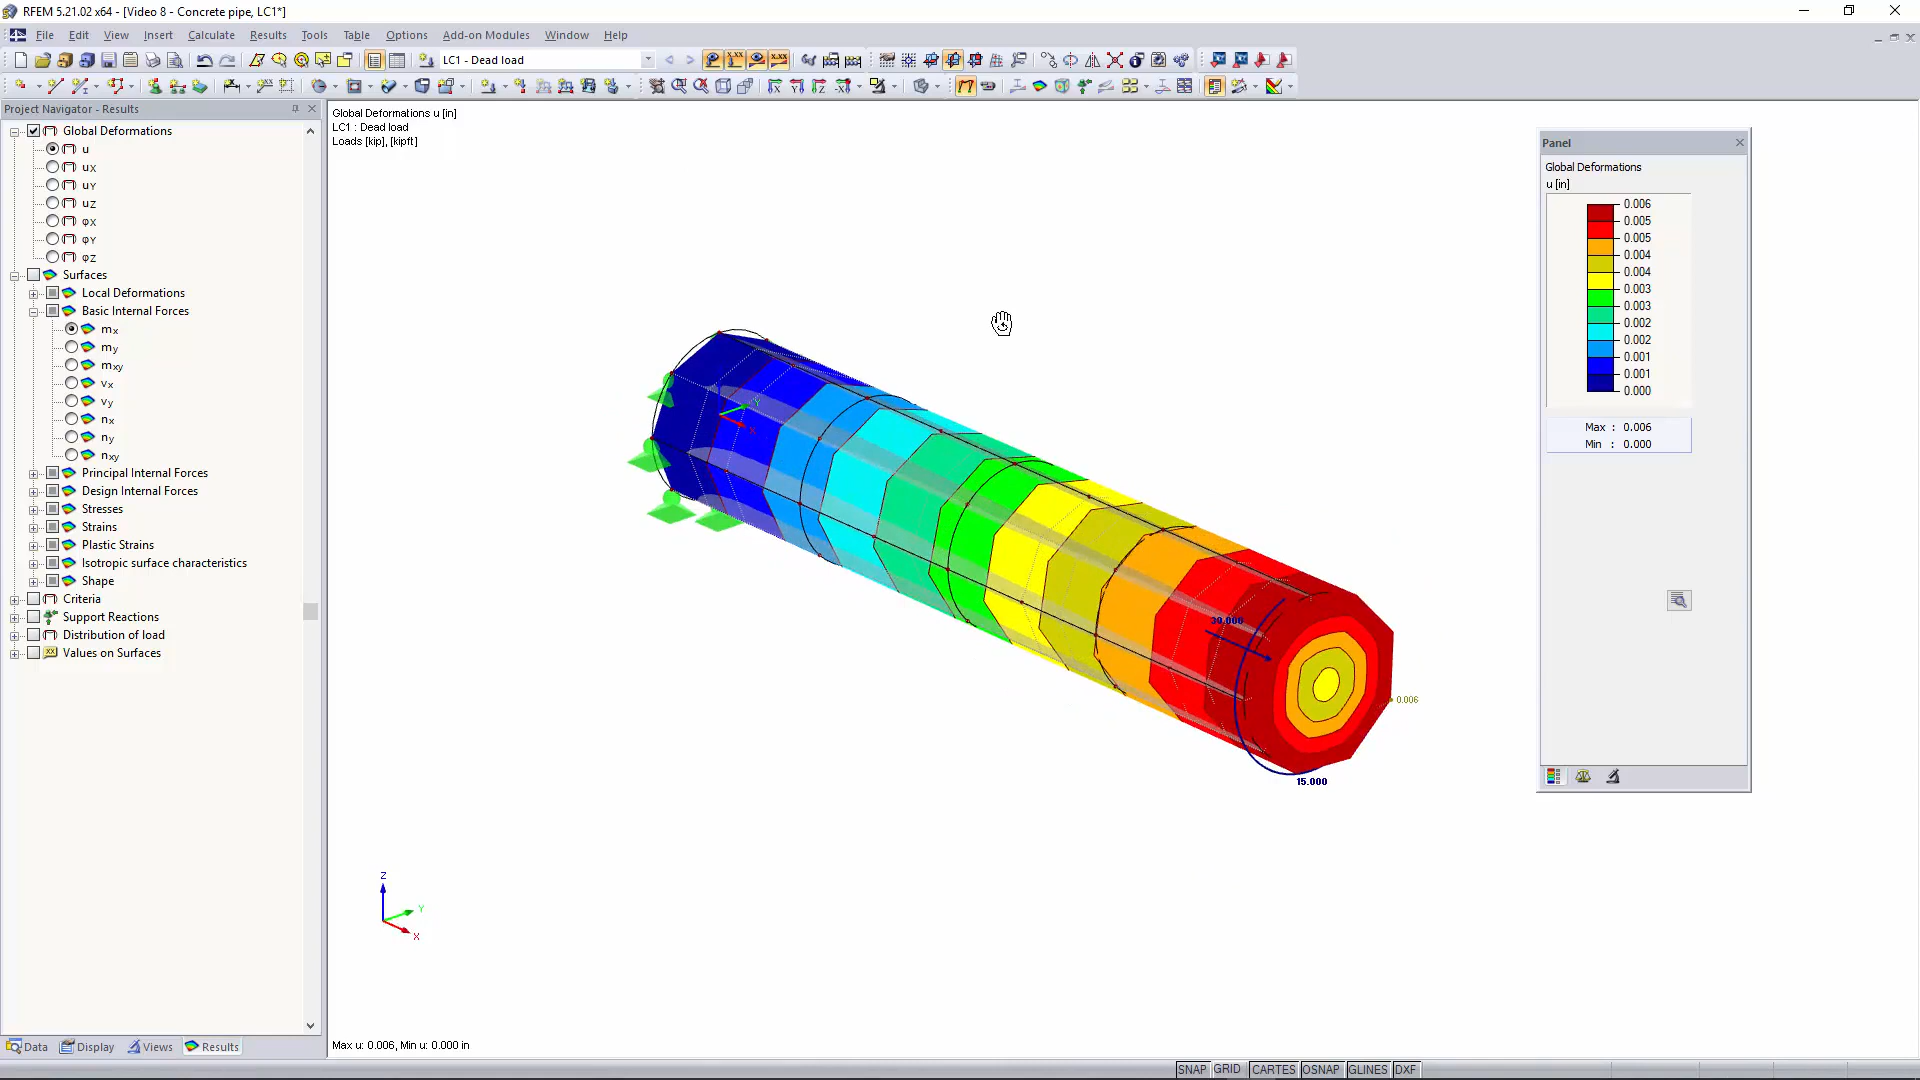 RFEM 5.21.02 x64 - [Video 8 - Concrete pipe, LC1*]
File Edit View Insert Calculate Results Tools Table Options Add-on Modules Window Help
LC1 - Dead load
Project Navigator - Results
Global Deformations
u
uX
uY
uZ
φX
φY
φZ
Surfaces
Local Deformations
Basic Internal Forces
mx
my
mxy
vx
vy
nx
ny
nxy
Principal Internal Forces
Design Internal Forces
Stresses
Strains
Plastic Strains
Isotropic surface characteristics
Shape
Criteria
Support Reactions
Distribution of load
Values on Surfaces
Data Display Views Results
Global Deformations u [in]
LC1 : Dead load
Loads [kip], [kipft]
Y
X
30.000
0.006
15.000
Z
Y
X
Max u: 0.006, Min u: 0.000 in
Panel
Global Deformations
u [in]
0.006
0.005
0.005
0.004
0.004
0.003
0.003
0.002
0.002
0.001
0.001
0.000
Max : 0.006
Min : 0.000
SNAP GRID CARTES OSNAP GLINES DXF